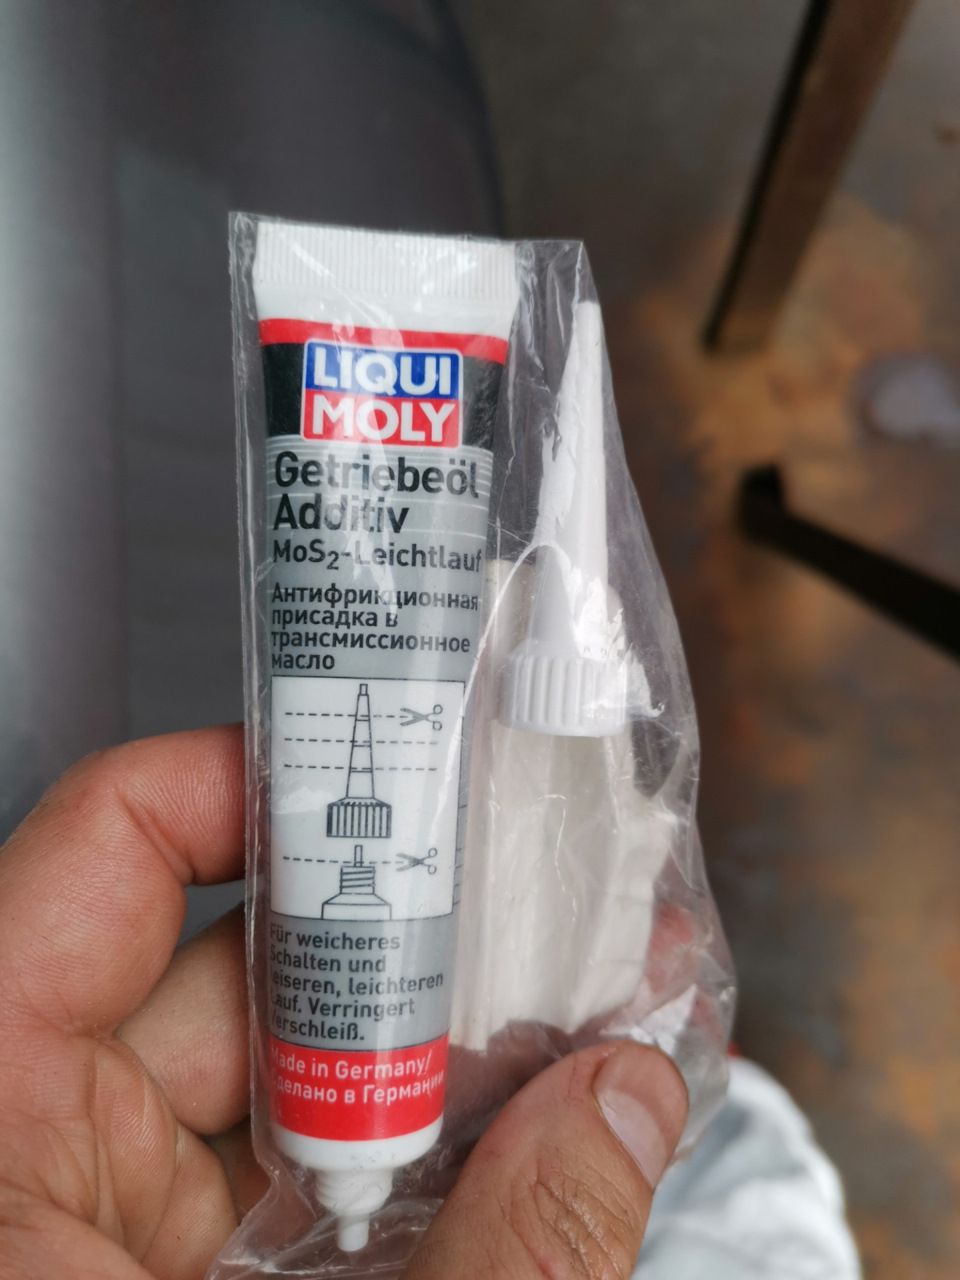 LIQUI
MOLY
Getriebeöl
Additiv
MoS₂-Leichtlauf
Антифрикционная
присадка в
трансмиссионное
масло
Für weicheres
Schalten und
leiseren, leichteren
Lauf. Verringert
Verschleiß.
Made in Germany/
Сделано в Германии